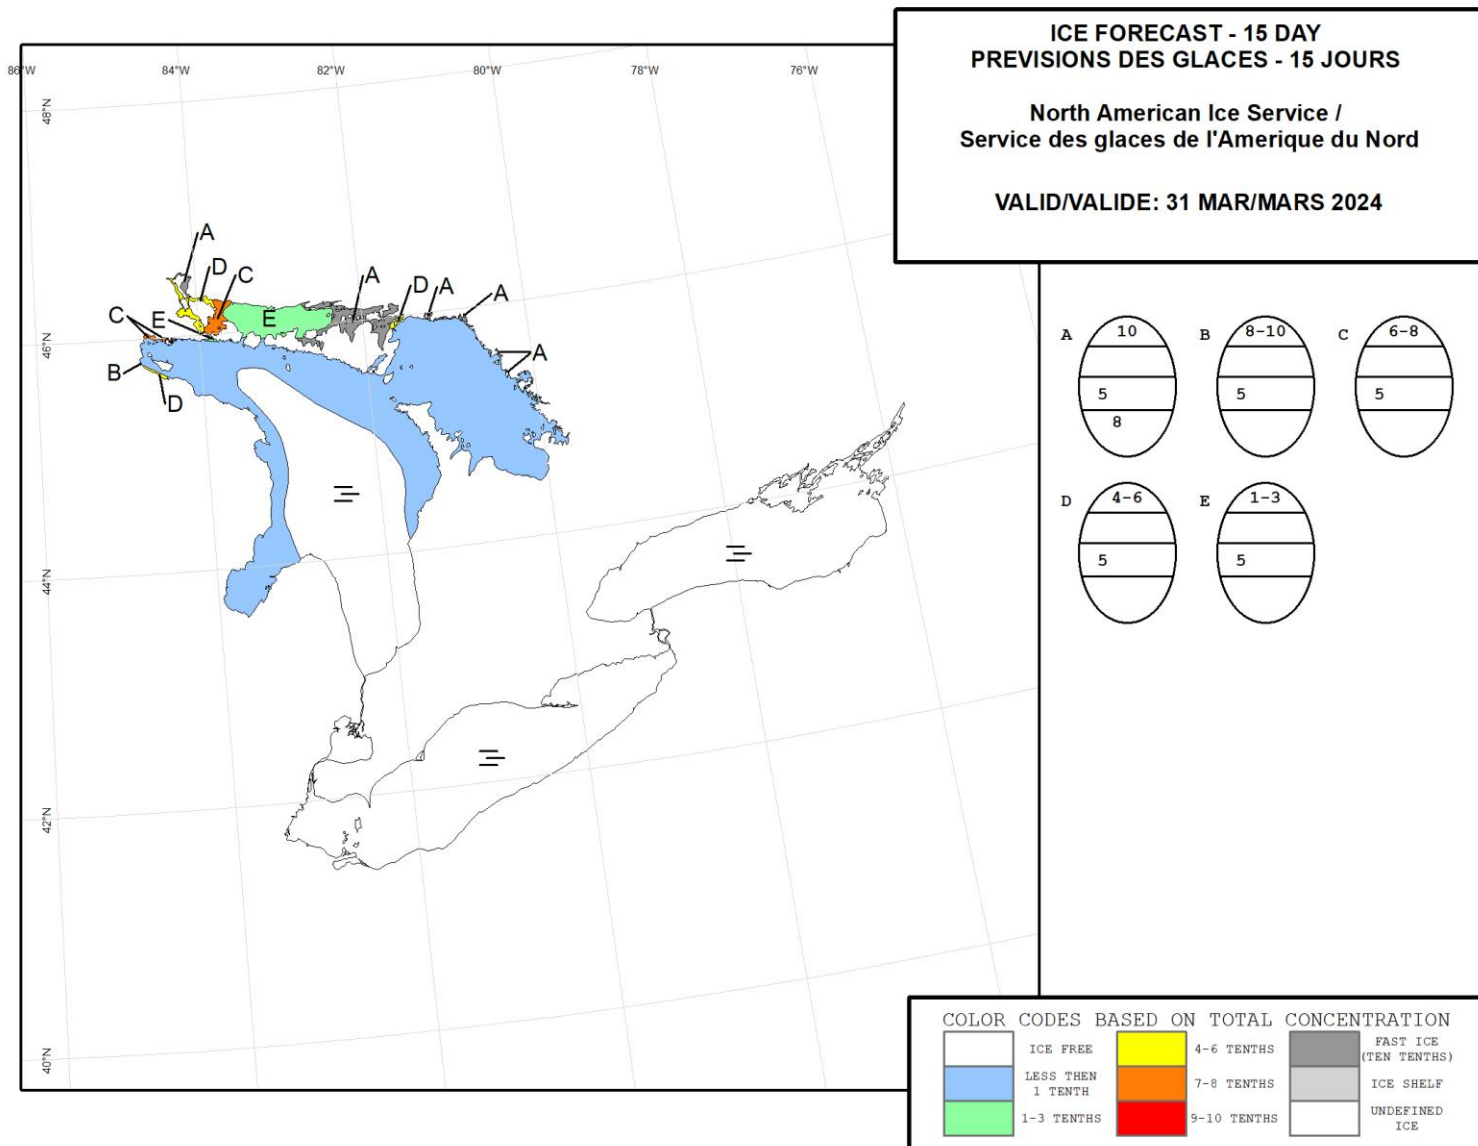 ICE FORECAST - 15 DAY
PREVISIONS DES GLACES - 15 JOURS
North American Ice Service /
Service des glaces de l'Amerique du Nord
VALID/VALIDE: 31 MAR/MARS 2024
86°W
84°W
82°W
80°W
78°W
76°W
48°N
46°N
44°N
42°N
40°N
A
D
C
A
D
A
A
C
E
E
B
D
A
A
10
5
8
B
8-10
5
C
6-8
5
D
4-6
5
E
1-3
5
COLOR CODES BASED ON TOTAL CONCENTRATION
ICE FREE
LESS THEN
1 TENTH
1-3 TENTHS
4-6 TENTHS
7-8 TENTHS
9-10 TENTHS
FAST ICE
(TEN TENTHS)
ICE SHELF
UNDEFINED
ICE